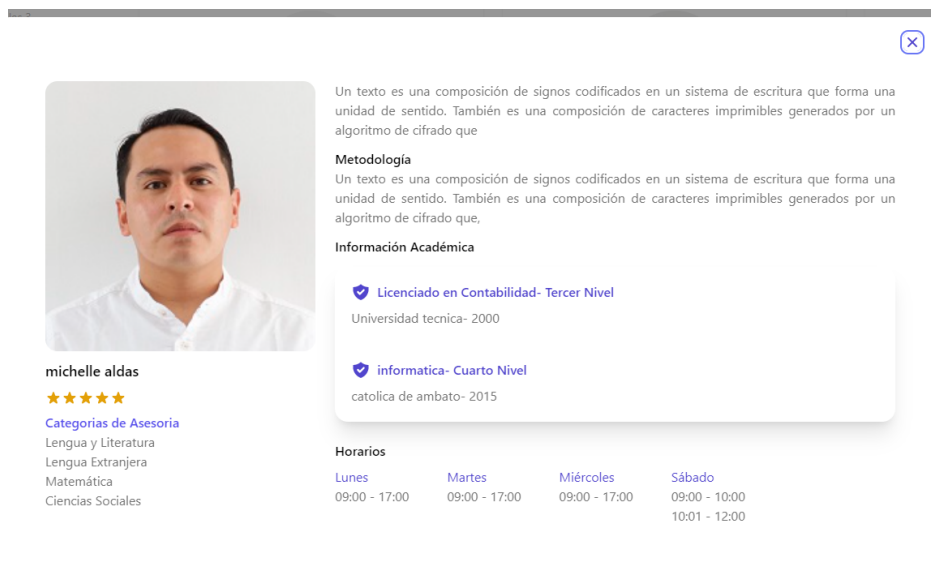 Un texto es una composición de signos codificados en un sistema de escritura que forma una
unidad de sentido. También es una composición de caracteres imprimibles generados por un
algoritmo de cifrado que
Metodología
Un texto es una composición de signos codificados en un sistema de escritura que forma una
unidad de sentido. También es una composición de caracteres imprimibles generados por un
algoritmo de cifrado que,
Información Académica
Licenciado en Contabilidad- Tercer Nivel
Universidad tecnica- 2000
informatica- Cuarto Nivel
catolica de ambato- 2015
michelle aldas
Categorias de Asesoria
Lengua y Literatura
Lengua Extranjera
Matemática
Ciencias Sociales
Horarios
Lunes Martes Miércoles Sábado
09:00 - 17:00 09:00 - 17:00 09:00 - 17:00 09:00 - 10:00
10:01 - 12:00